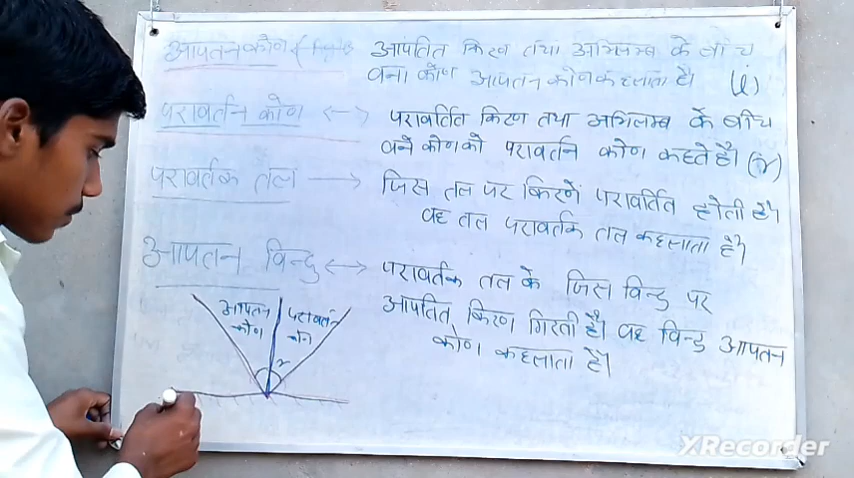 आपतन कोण आपतित किरण तथा अभिलम्ब के बीच
बना कोण आपतन कोण कहलाता है। (i)
परावर्तन कोण <-> परावर्तित किरण तथा अभिलम्ब के बीच
बने कोण को परावर्तन कोण कहते है। (r)
परावर्तक तल -> जिस तल पर किरणे परावर्तित होती है।
वह तल परावर्तक तल कहलाता है।
आपतन विन्दु <-> परावर्तक तल के जिस विन्दु पर
आपतित किरण गिरती है। वह विन्दु आपतन
कोण कहलाता है।
आपतन
कोण
परावर्तन
r
XRecorder